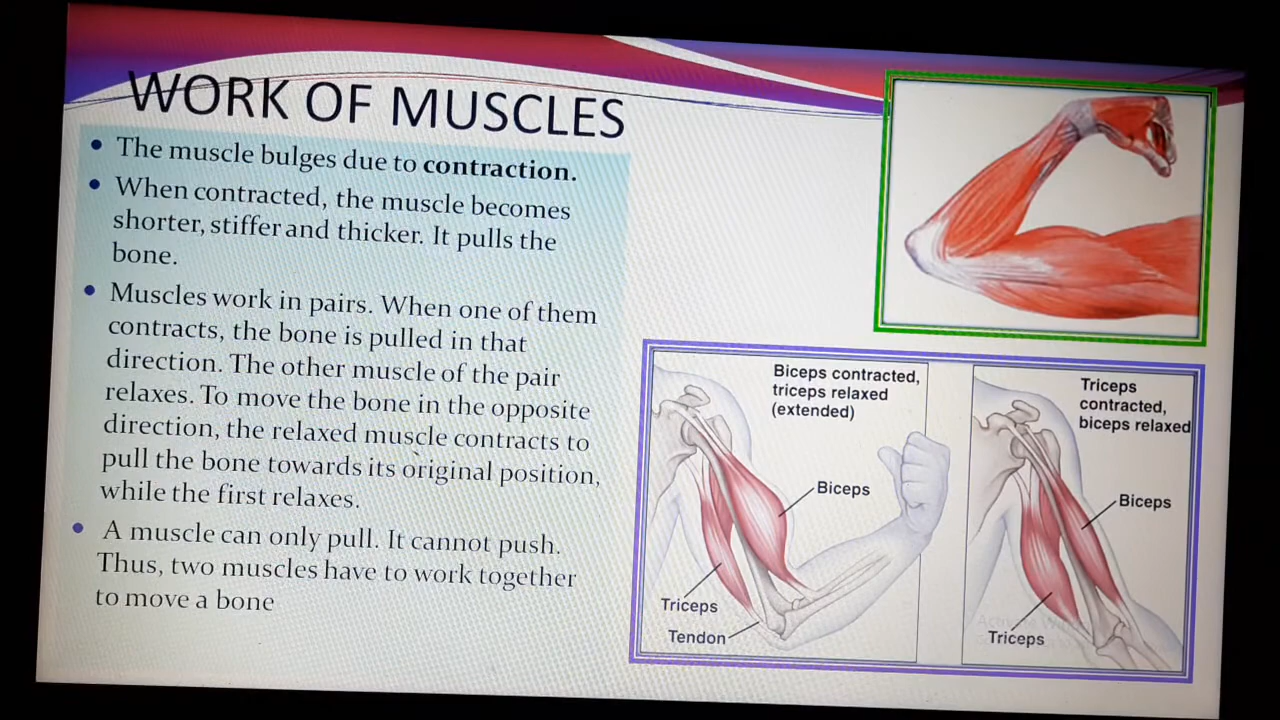 WORK OF MUSCLES
The muscle bulges due to contraction.
When contracted, the muscle becomes
shorter, stiffer and thicker. It pulls the
bone.
Muscles work in pairs. When one of them
contracts, the bone is pulled in that
direction. The other muscle of the pair
relaxes. To move the bone in the opposite
direction, the relaxed muscle contracts to
pull the bone towards its original position,
while the first relaxes.
A muscle can only pull. It cannot push.
Thus, two muscles have to work together
to move a bone
Biceps contracted,
triceps relaxed
(extended)
Biceps
Triceps
Tendon
Triceps
contracted,
biceps relaxed
Biceps
Triceps